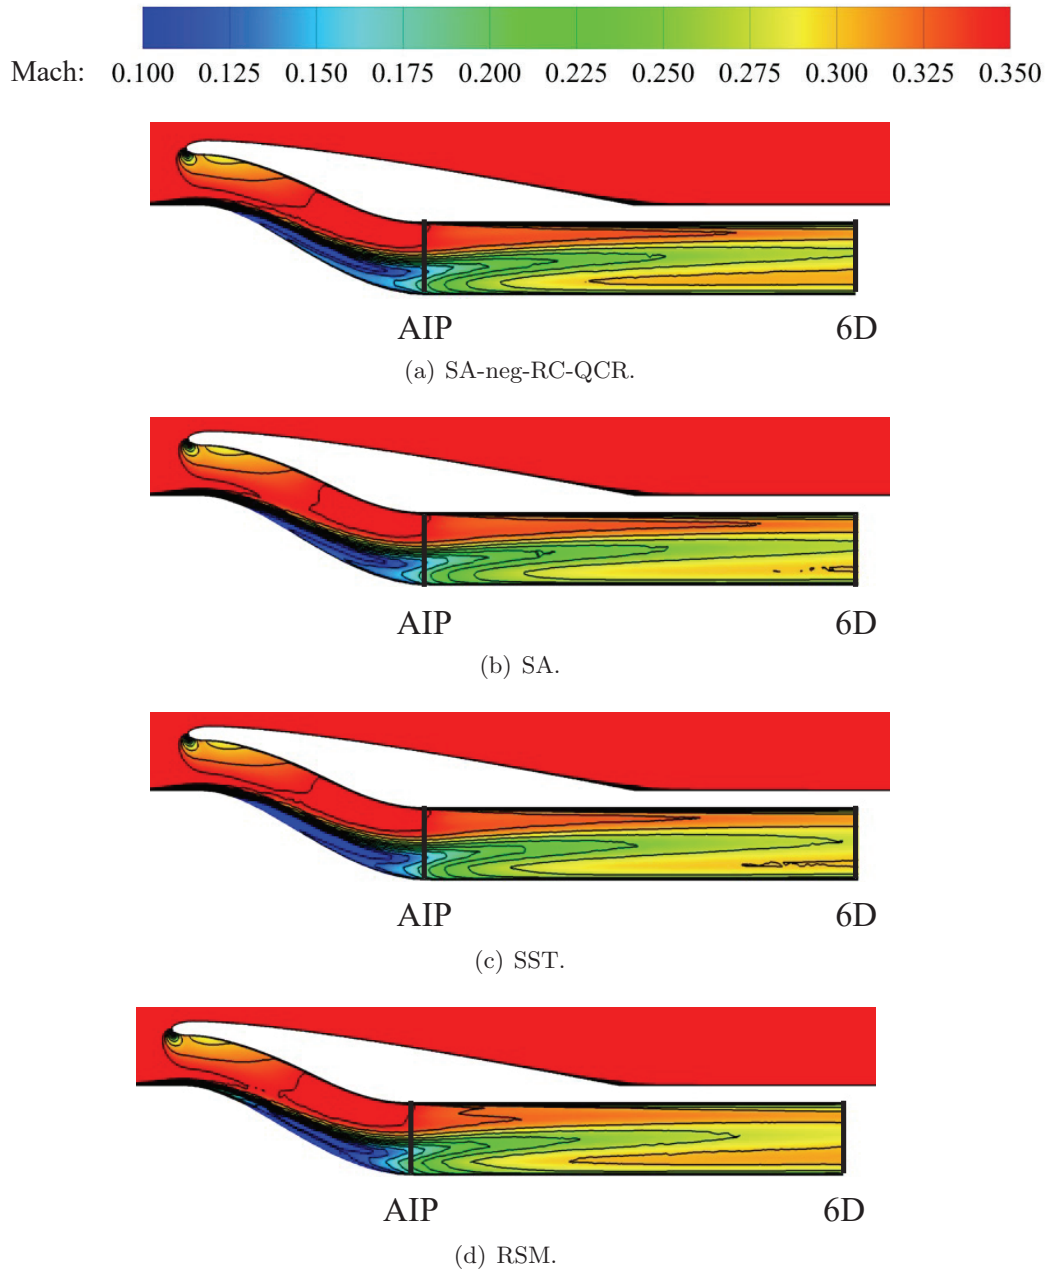 Mach: 0.100 0.125 0.150 0.175 0.200 0.225 0.250 0.275 0.300 0.325 0.350
AIP 6D
(a) SA-neg-RC-QCR.
AIP 6D
(b) SA.
AIP 6D
(c) SST.
AIP 6D
(d) RSM.